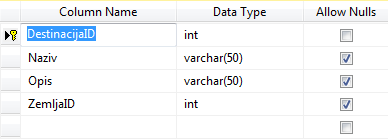 Column Name Data Type Allow Nulls
DestinacijaID int
Naziv varchar(50)
Opis varchar(50)
ZemljaID int